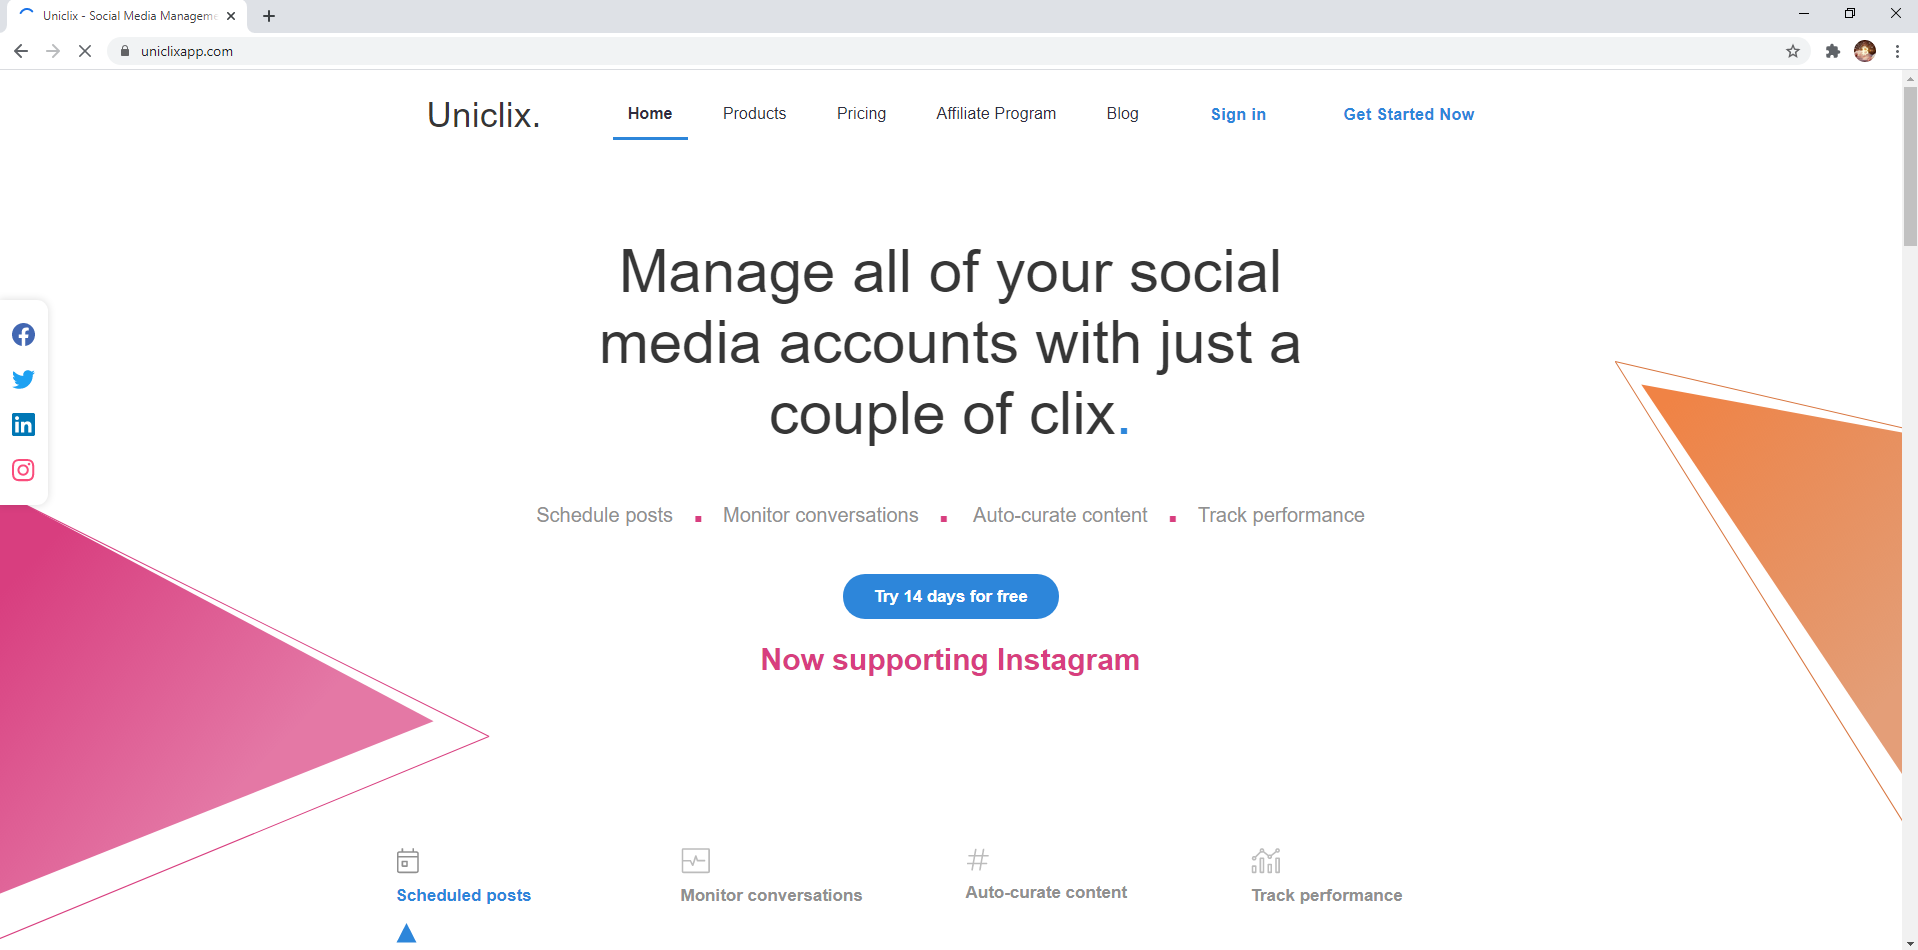 Uniclix - Social Media Manageme
uniclixapp.com
Uniclix.
Home
Products
Pricing
Affiliate Program
Blog
Sign in
Get Started Now
Manage all of your social
media accounts with just a
couple of clix.
Schedule posts . Monitor conversations . Auto-curate content . Track performance
Try 14 days for free
Now supporting Instagram
Scheduled posts
Monitor conversations
Auto-curate content
Track performance